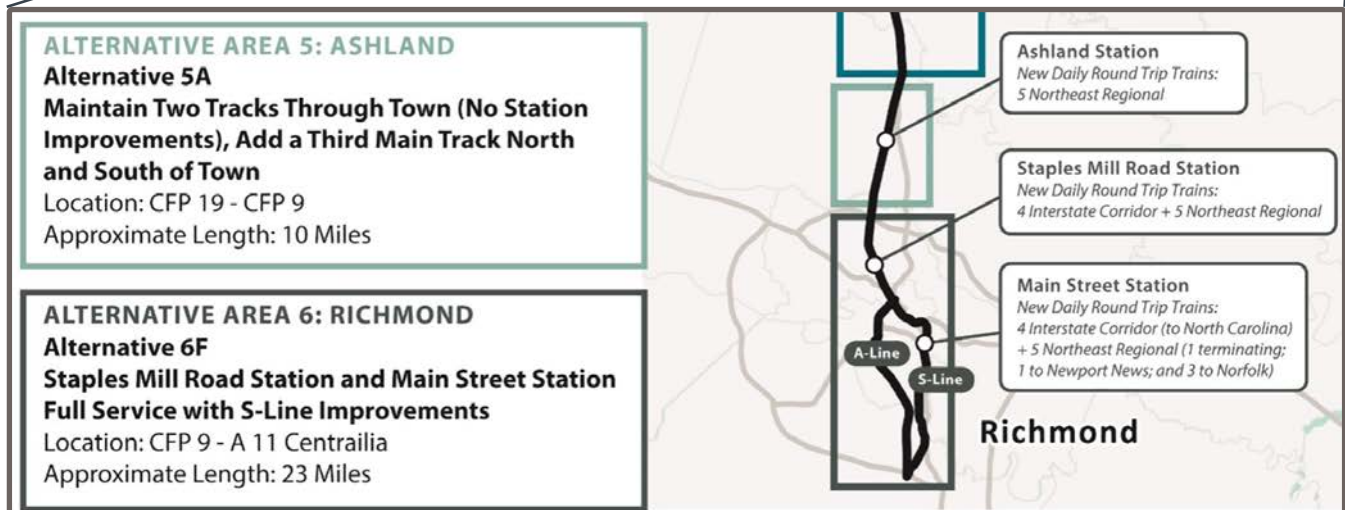 ALTERNATIVE AREA 5: ASHLAND
Alternative 5A
Maintain Two Tracks Through Town (No Station
Improvements), Add a Third Main Track North
and South of Town
Location: CFP 19 - CFP 9
Approximate Length: 10 Miles
ALTERNATIVE AREA 6: RICHMOND
Alternative 6F
Staples Mill Road Station and Main Street Station
Full Service with S-Line Improvements
Location: CFP 9 - A 11 Centrailia
Approximate Length: 23 Miles
Ashland Station
New Daily Round Trip Trains:
5 Northeast Regional
Staples Mill Road Station
New Daily Round Trip Trains:
4 Interstate Corridor + 5 Northeast Regional
Main Street Station
New Daily Round Trip Trains:
4 Interstate Corridor (to North Carolina)
+ 5 Northeast Regional (1 terminating;
1 to Newport News; and 3 to Norfolk)
A-Line
S-Line
Richmond